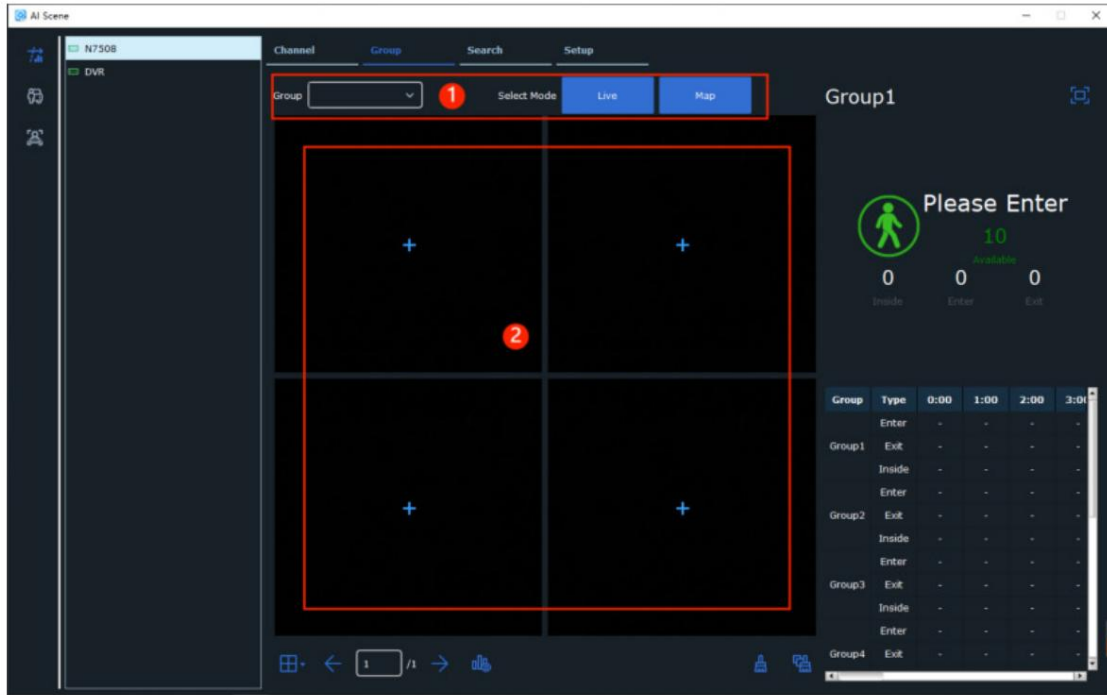 AI Scene
N7508
DVR
Channel Group Search Setup
Group 1 Select Mode Live Map
2
1 /1
Group1
Please Enter
10
Available
0 0 0
Inside Enter Exit
Group Type 0:00 1:00 2:00 3:00
Enter - - - -
Group1 Exit - - - -
Inside - - - -
Enter - - - -
Group2 Exit - - - -
Inside - - - -
Enter - - - -
Group3 Exit - - - -
Inside - - - -
Enter - - - -
Group4 Exit - - - -